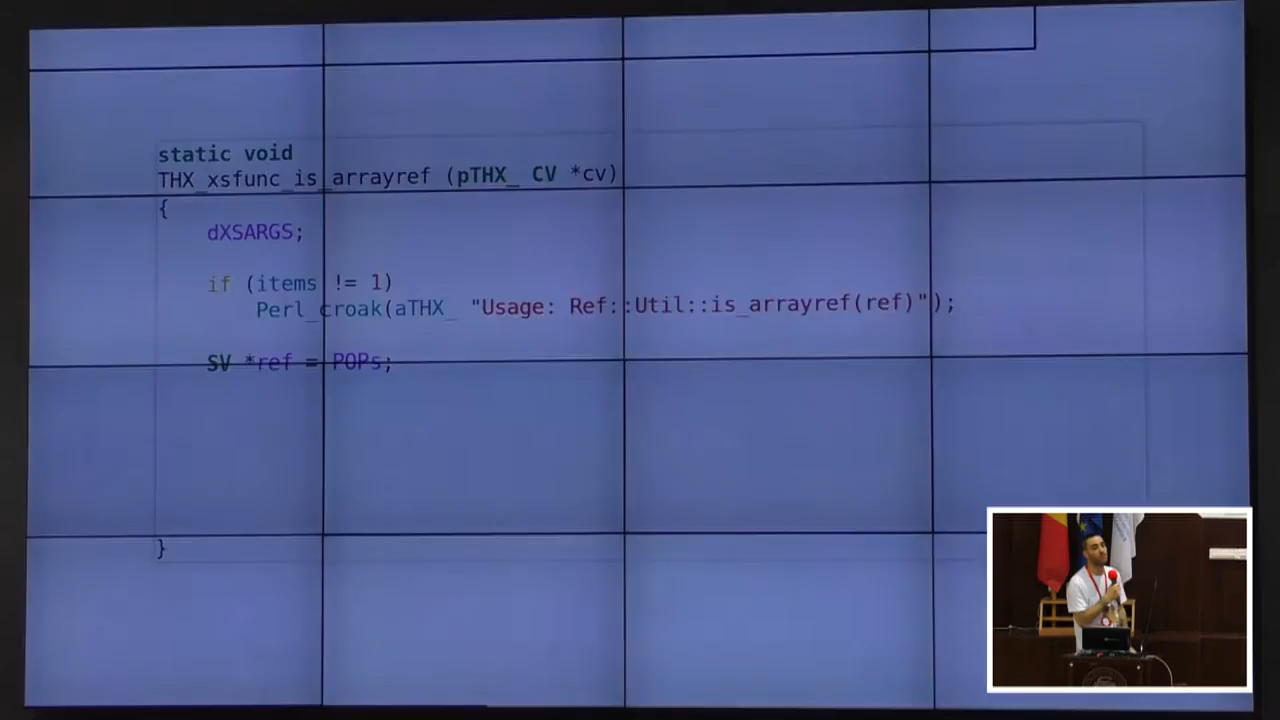 static void
THX_xsfunc_is_arrayref (pTHX_ CV *cv)
{
dXSARGS;
if (items != 1)
Perl_croak(aTHX_ "Usage: Ref::Util::is_arrayref(ref)");
SV *ref = POPs;
}